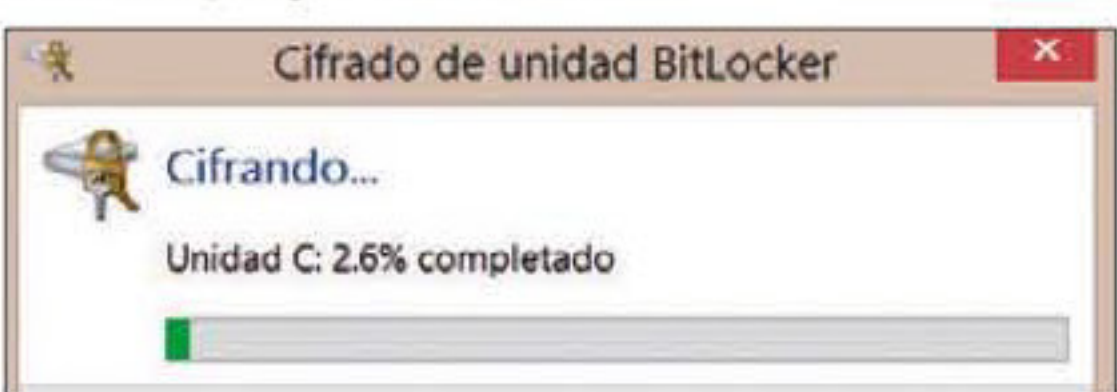 Cifrado de unidad BitLocker
Cifrando...
Unidad C: 2.6% completado